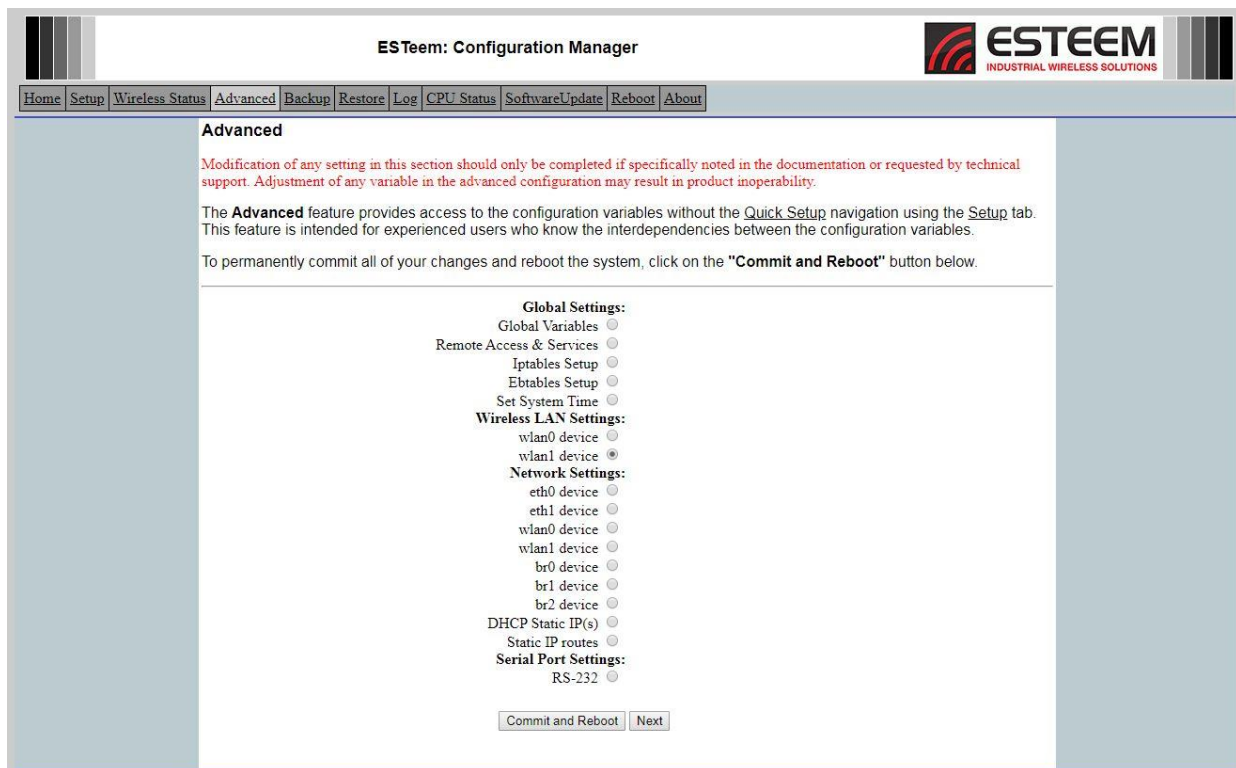 ESTeem: Configuration Manager
ESTEEM
INDUSTRIAL WIRELESS SOLUTIONS
Home Setup Wireless Status Advanced Backup Restore Log CPU Status SoftwareUpdate Reboot About
Advanced
Modification of any setting in this section should only be completed if specifically noted in the documentation or requested by technical
support. Adjustment of any variable in the advanced configuration may result in product inoperability.
The Advanced feature provides access to the configuration variables without the Quick Setup navigation using the Setup tab.
This feature is intended for experienced users who know the interdependencies between the configuration variables.
To permanently commit all of your changes and reboot the system, click on the "Commit and Reboot" button below.
Global Settings:
Global Variables
Remote Access & Services
Iptables Setup
Ebtables Setup
Set System Time
Wireless LAN Settings:
wlan0 device
wlan1 device
Network Settings:
eth0 device
eth1 device
wlan0 device
wlan1 device
br0 device
br1 device
br2 device
DHCP Static IP(s)
Static IP routes
Serial Port Settings:
RS-232
Commit and Reboot Next